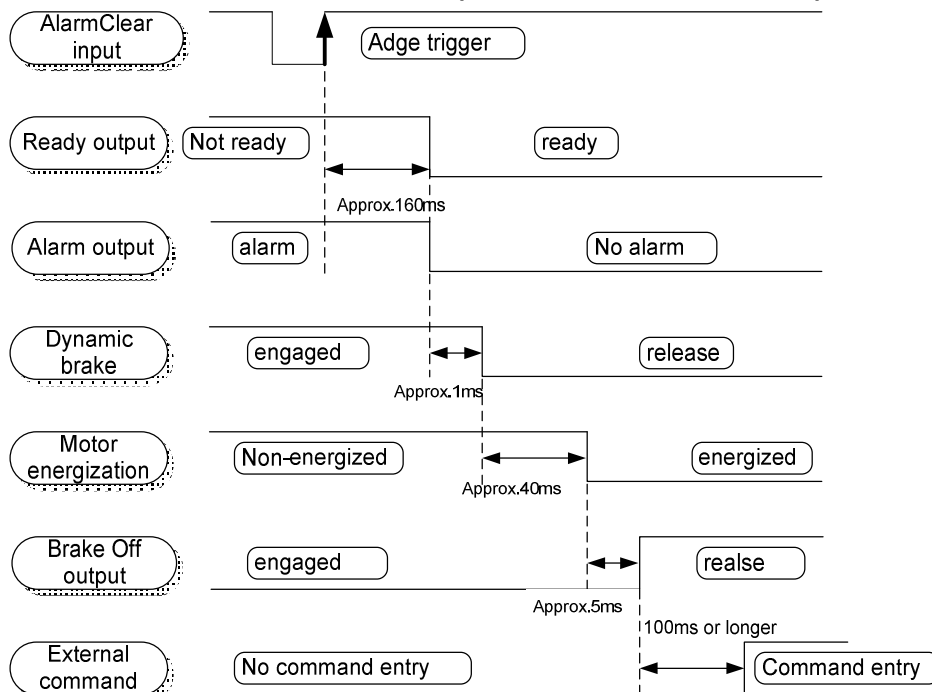 AlarmClear
input
Adge trigger
Ready output
Not ready
ready
Approx.160ms
Alarm output
alarm
No alarm
Dynamic
brake
engaged
release
Approx.1ms
Motor
energization
Non-energized
energized
Approx.40ms
Brake Off
output
engaged
realse
Approx.5ms
100ms or longer
External
command
No command entry
Command entry